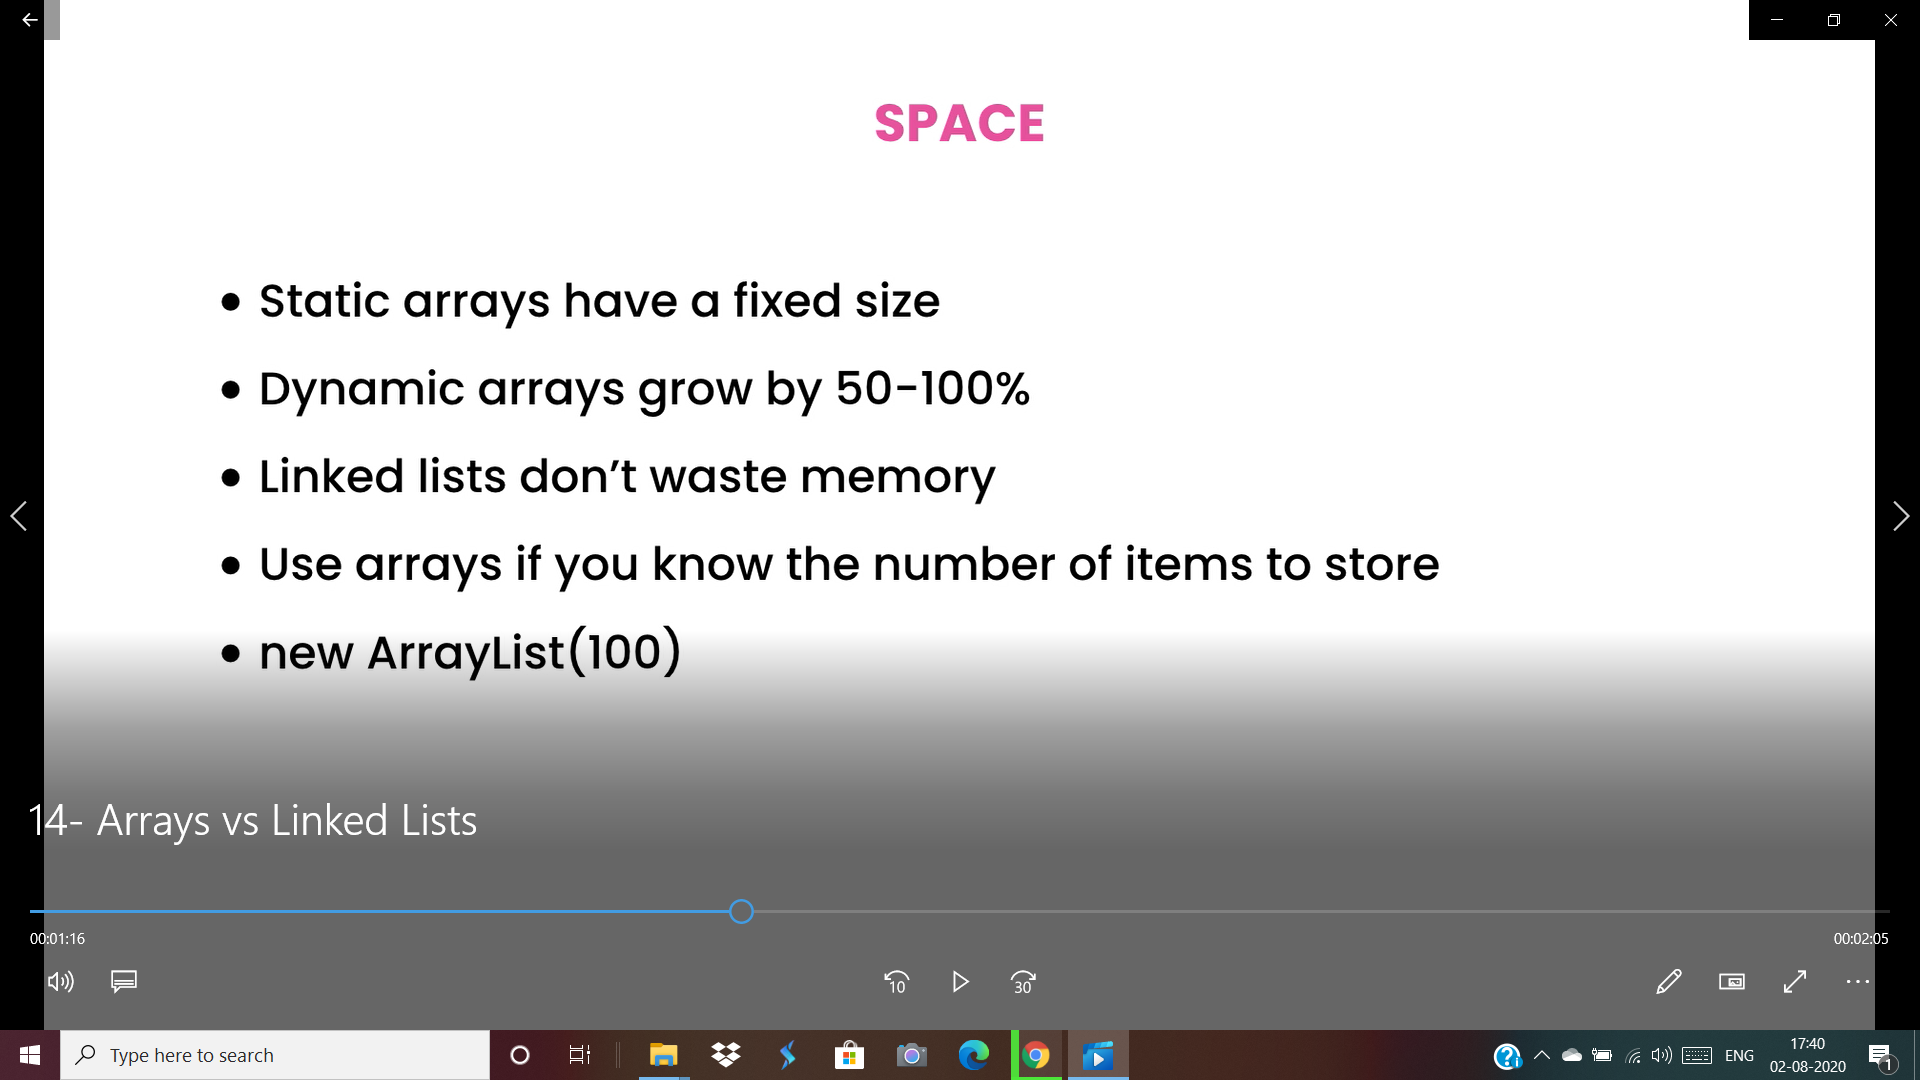 SPACE
• Static arrays have a fixed size
• Dynamic arrays grow by 50-100%
• Linked lists don’t waste memory
• Use arrays if you know the number of items to store
• new ArrayList(100)
14- Arrays vs Linked Lists
00:01:16
00:02:05
10
30
Type here to search
ENG
17:40
02-08-2020
1